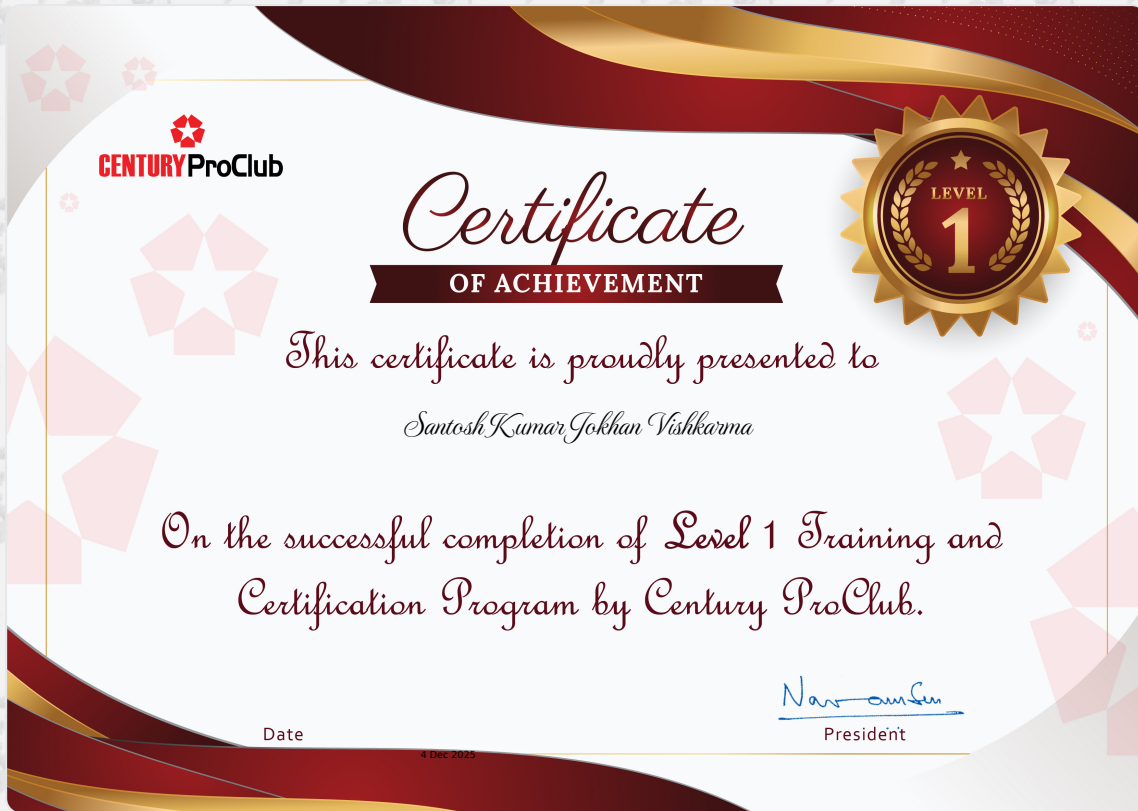 CENTURY ProClub
LEVEL
1
Certificate
OF ACHIEVEMENT
This certificate is proudly presented to
Santosh Kumar Jokhan Vishkarma
On the successful completion of Level 1 Training and
Certification Program by Century ProClub.
Date
President
4 Dec 2025